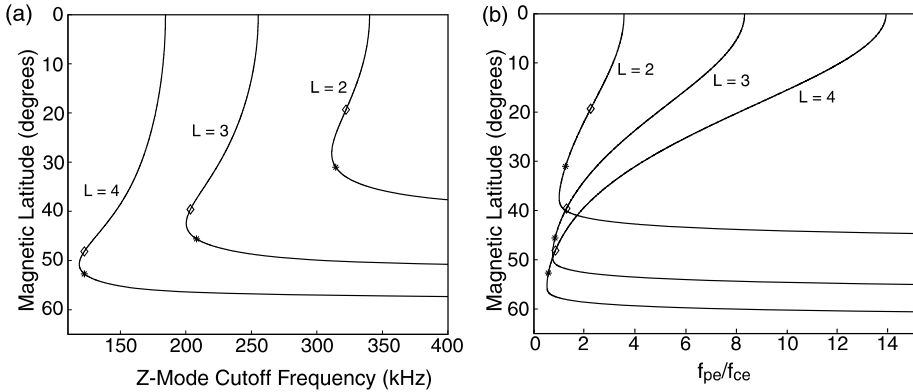 (a)
0
10
20
30
40
50
60
Magnetic Latitude (degrees)
L = 2
L = 3
L = 4
150
200
250
300
350
400
Z-Mode Cutoff Frequency (kHz)
(b)
0
10
20
30
40
50
60
Magnetic Latitude (degrees)
L = 2
L = 3
L = 4
0
2
4
6
8
10
12
14
fpe/fce